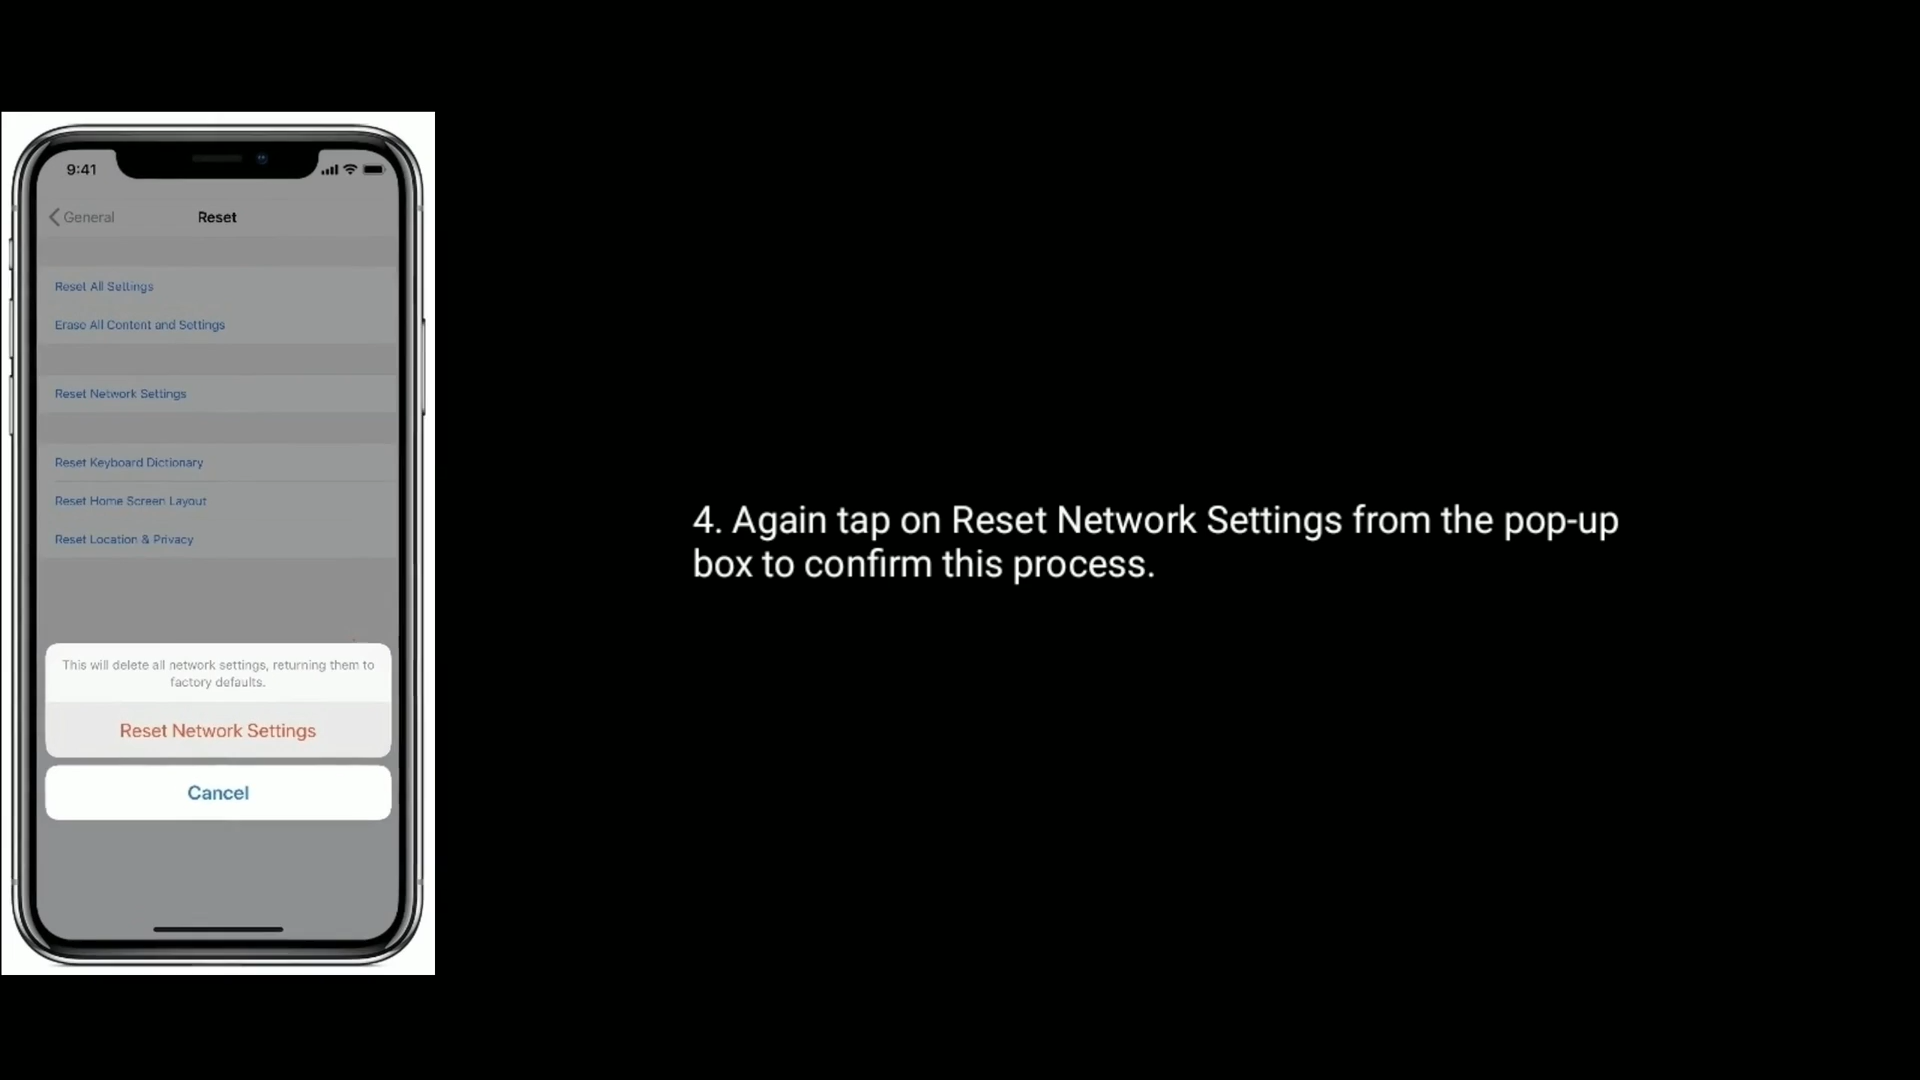 9:41
General
Reset
Reset All Settings
Erase All Content and Settings
Reset Network Settings
Reset Keyboard Dictionary
Reset Home Screen Layout
Reset Location & Privacy
This will delete all network settings, returning them to
factory defaults.
Reset Network Settings
Cancel
4. Again tap on Reset Network Settings from the pop-up
box to confirm this process.